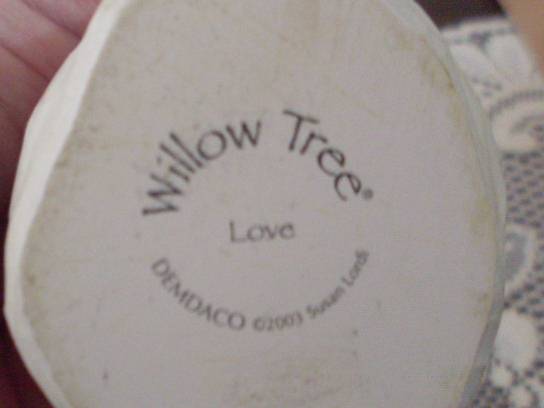 Willow Tree®
Love
DEMDACO ©2003 Susan Lordi